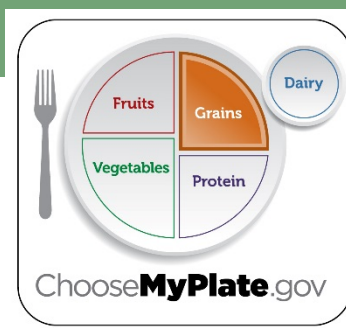 Dairy
Fruits
Grains
Vegetables
Protein
ChooseMyPlate.gov